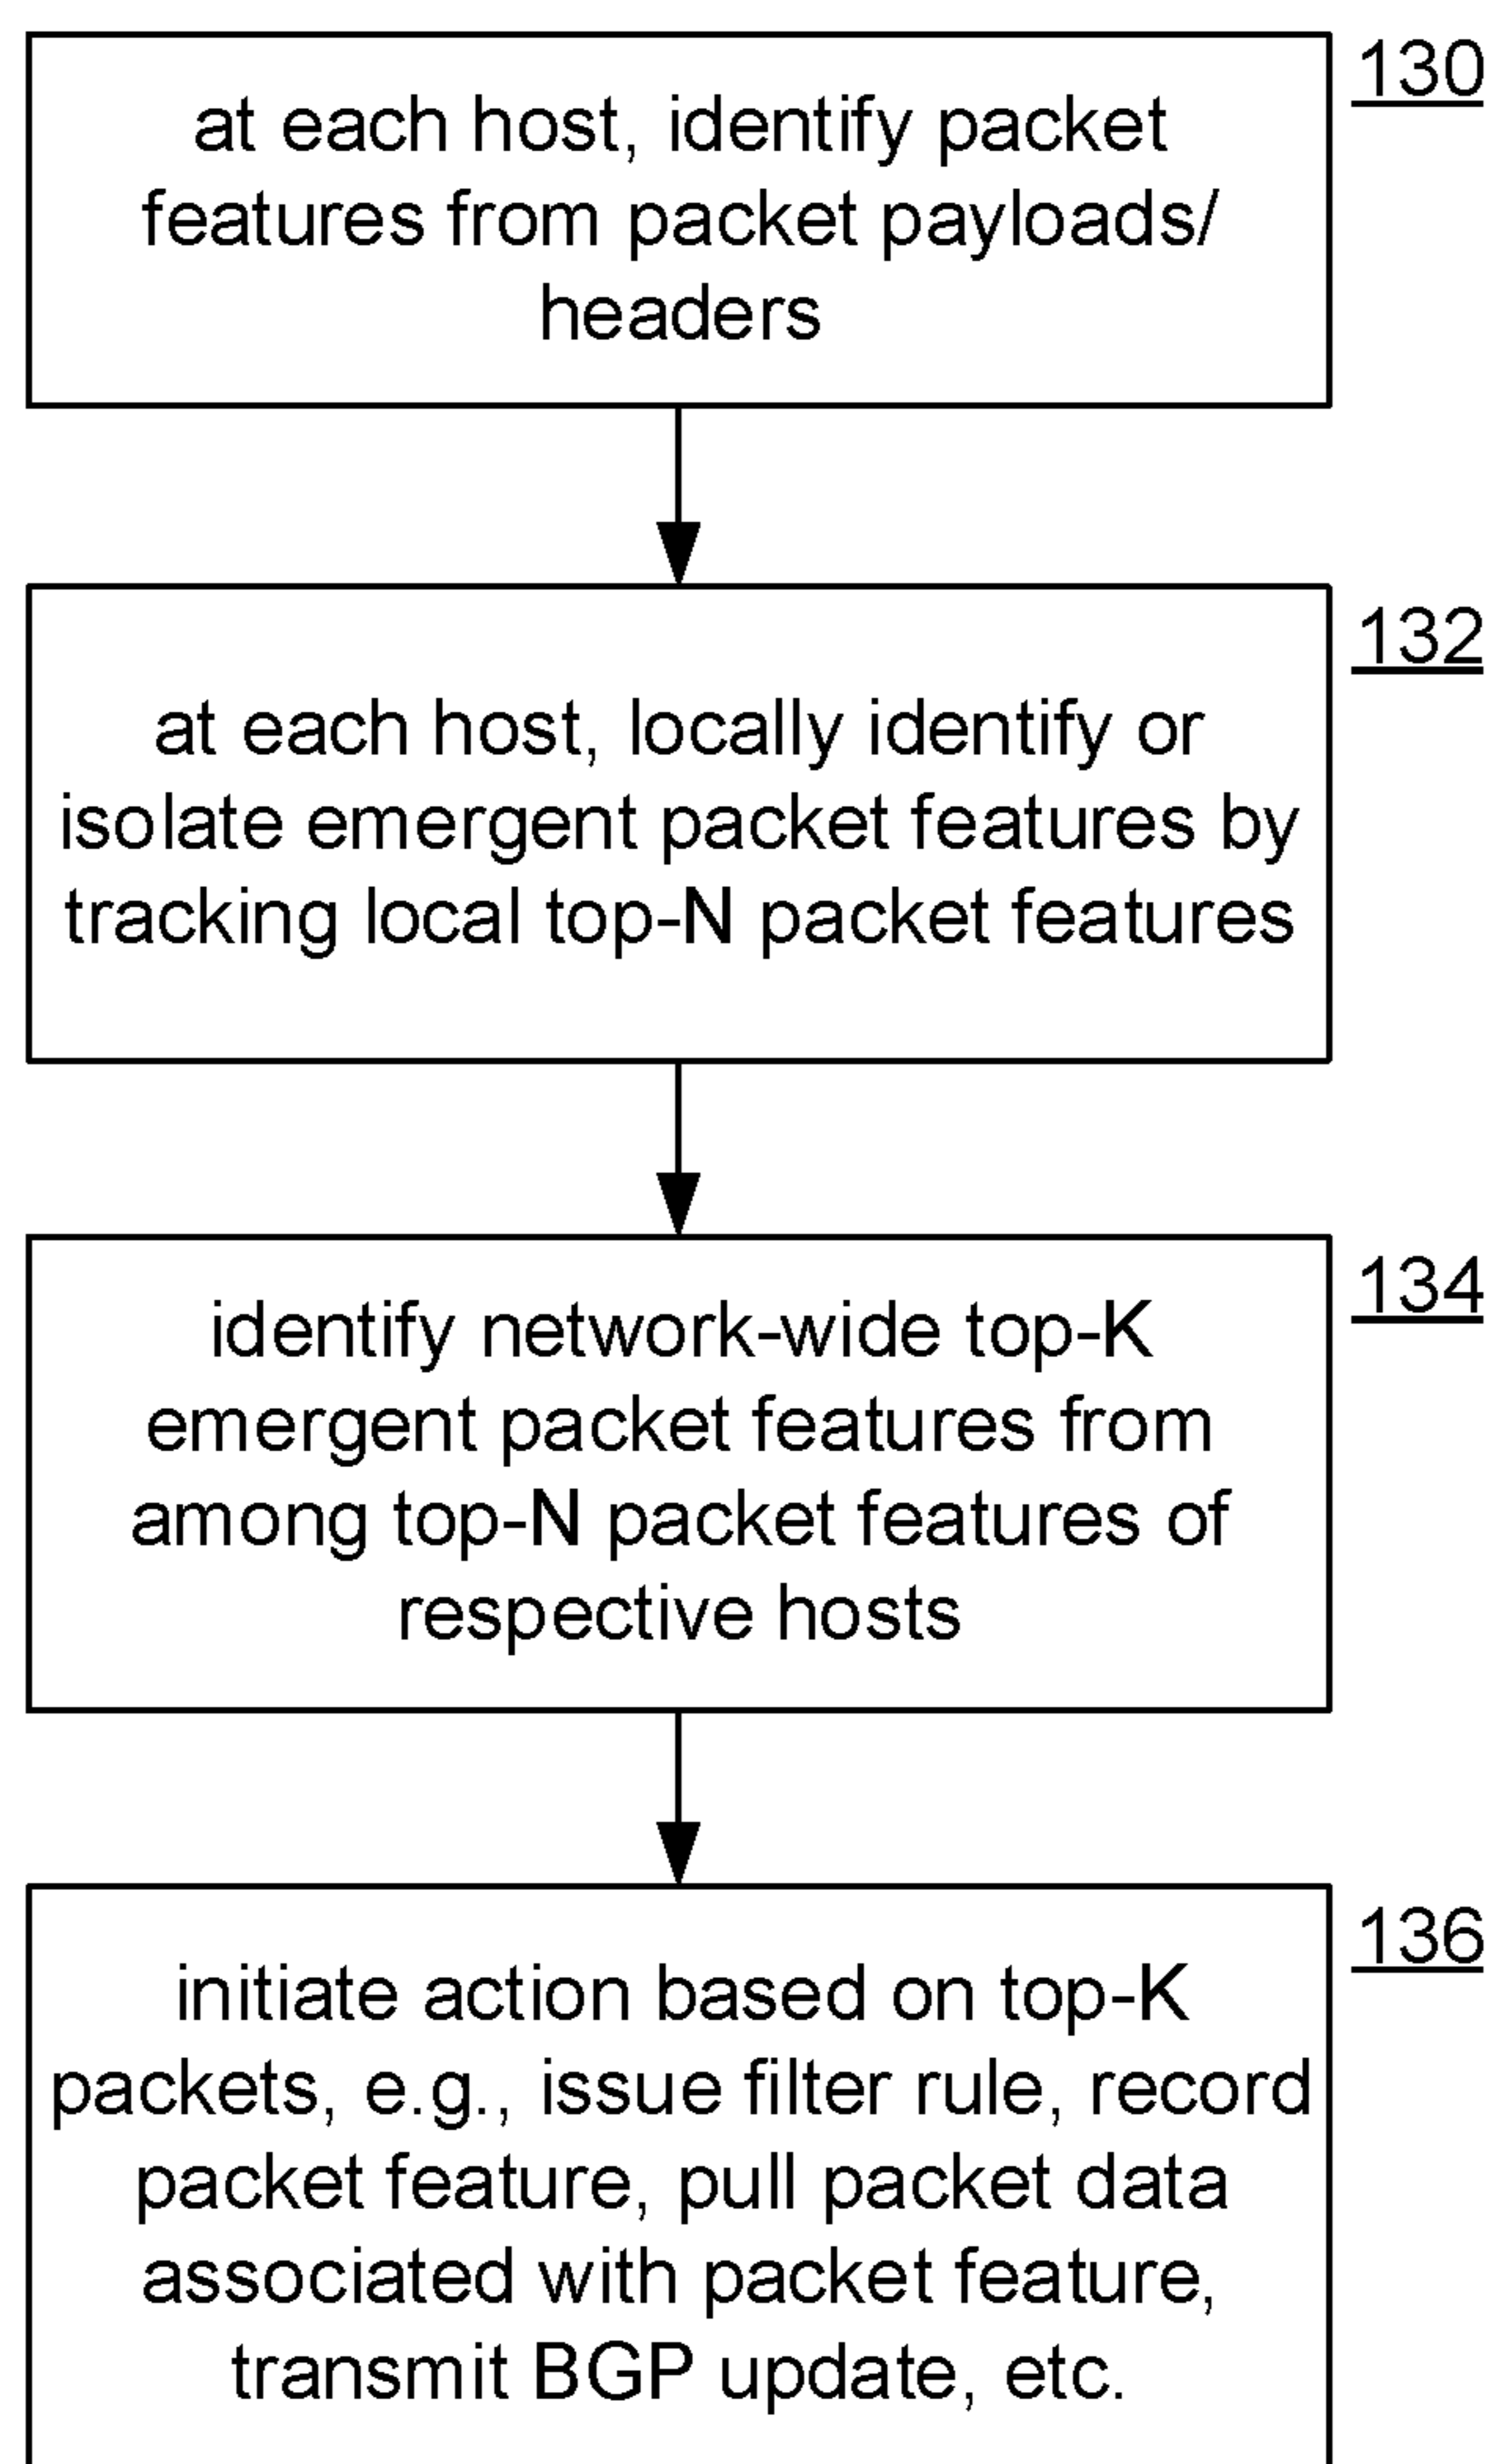 130
at each host, identify packet
features from packet payloads/
headers
132
at each host, locally identify or
isolate emergent packet features by
tracking local top-N packet features
134
identify network-wide top-K
emergent packet features from
among top-N packet features of
respective hosts
136
initiate action based on top-K
packets, e.g., issue filter rule, record
packet feature, pull packet data
associated with packet feature,
transmit BGP update, etc.